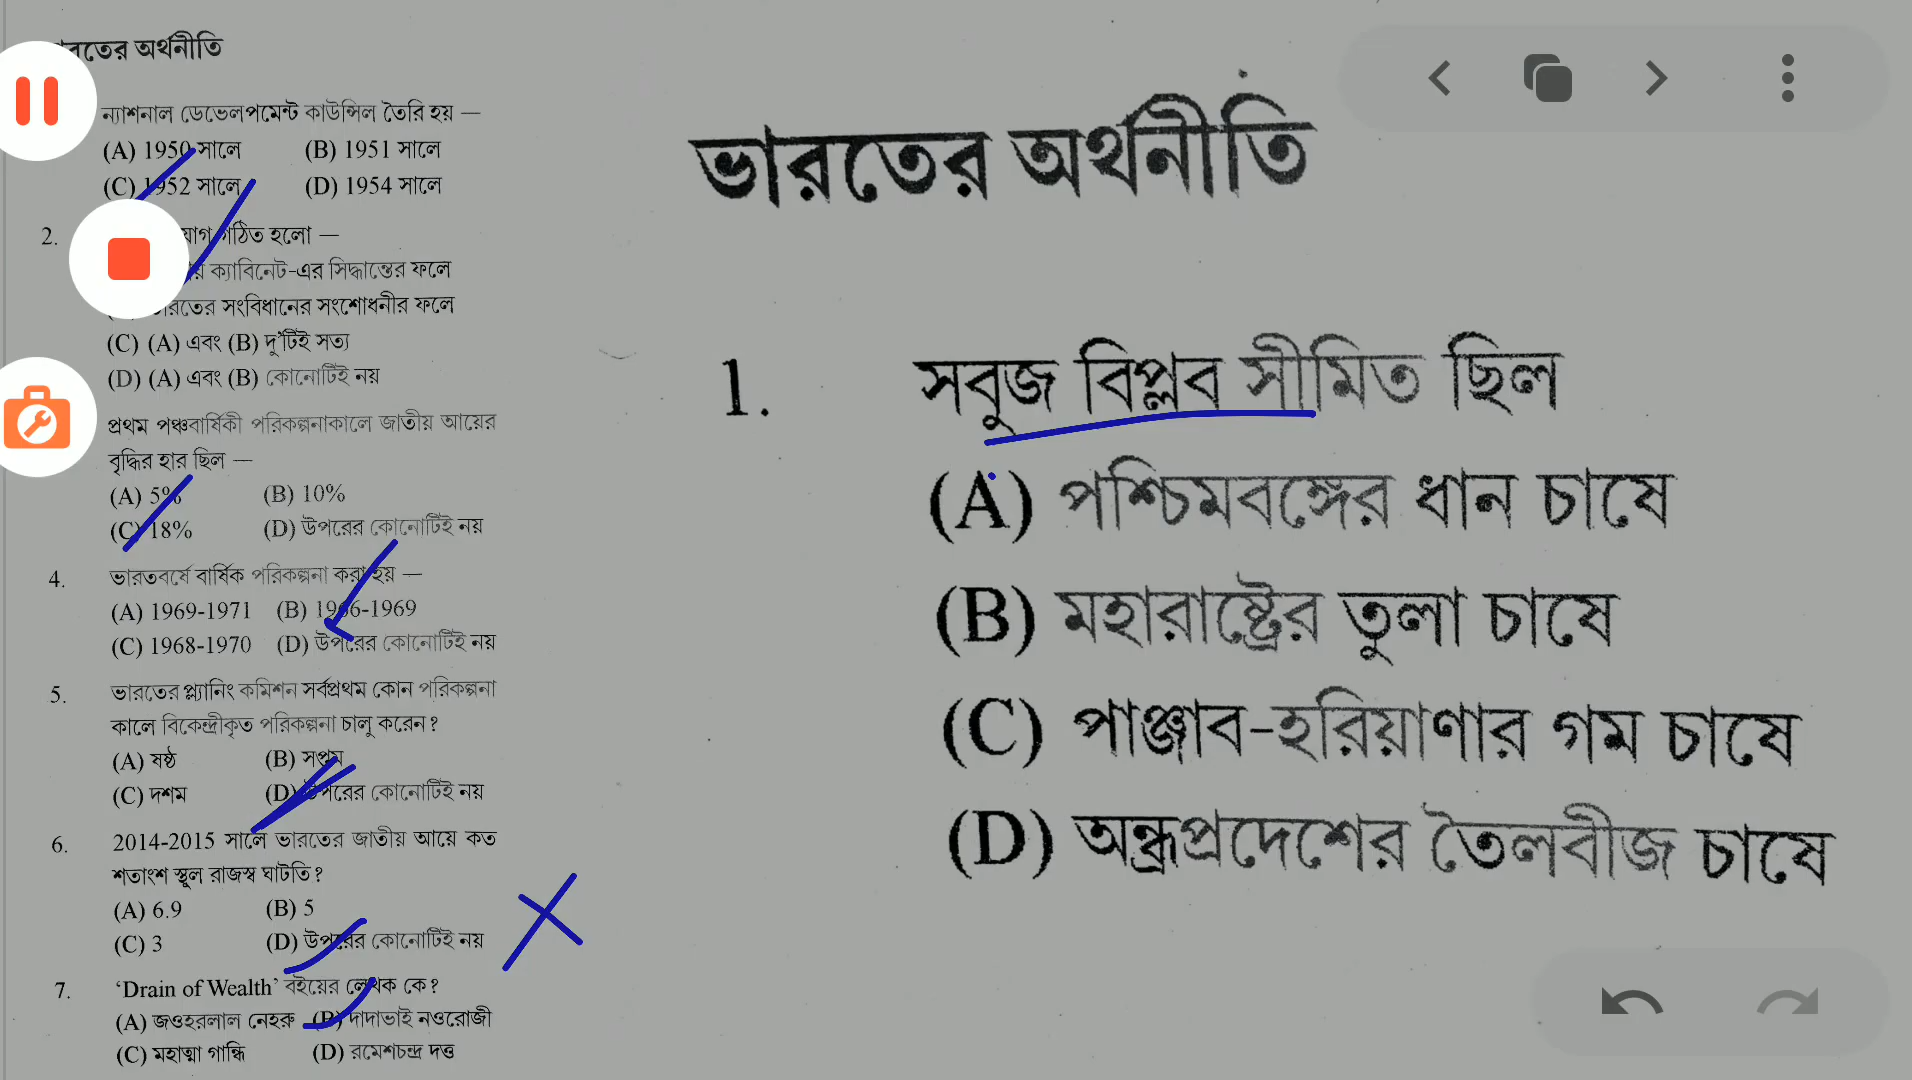 ভারতের অর্থনীতি
ন্যাশনাল ডেভেলপমেন্ট কাউন্সিল তৈরি হয় —
(A) 1950 সালে (B) 1951 সালে
(C) 1952 সালে (D) 1954 সালে
2. গঠিত হলো —
ক্যাবিনেট-এর সিদ্ধান্তের ফলে
সংবিধানের সংশোধনীর ফলে
(C) (A) এবং (B) দু'টিই সত্য
(D) (A) এবং (B) কোনোটিই নয়
প্রথম পঞ্চবার্ষিকী পরিকল্পনাকালে জাতীয় আয়ের
বৃদ্ধির হার ছিল —
(A) 5% (B) 10%
(C) 18% (D) উপরের কোনোটিই নয়
4. ভারতবর্ষে বার্ষিক পরিকল্পনা করা হয় —
(A) 1969-1971 (B) 1966-1969
(C) 1968-1970 (D) উপরের কোনোটিই নয়
5. ভারতের প্ল্যানিং কমিশন সর্বপ্রথম কোন পরিকল্পনা
কালে বিকেন্দ্রীকৃত পরিকল্পনা চালু করেন?
(A) ষষ্ঠ (B) সপ্তম
(C) দশম (D) উপরের কোনোটিই নয়
6. 2014-2015 সালে ভারতের জাতীয় আয়ে কত
শতাংশ স্থূল রাজস্ব ঘাটতি?
(A) 6.9 (B) 5
(C) 3 (D) উপরের কোনোটিই নয়
7. ‘Drain of Wealth’ বইয়ের লেখক কে?
(A) জওহরলাল নেহরু (B) দাদাভাই নওরোজী
(C) মহাত্মা গান্ধি (D) রমেশচন্দ্র দত্ত
ভারতের অর্থনীতি
1. সবুজ বিপ্লব সীমিত ছিল
(A) পশ্চিমবঙ্গের ধান চাষে
(B) মহারাষ্ট্রের তুলা চাষে
(C) পাঞ্জাব-হরিয়াণার গম চাষে
(D) অন্ধ্রপ্রদেশের তৈলবীজ চাষে